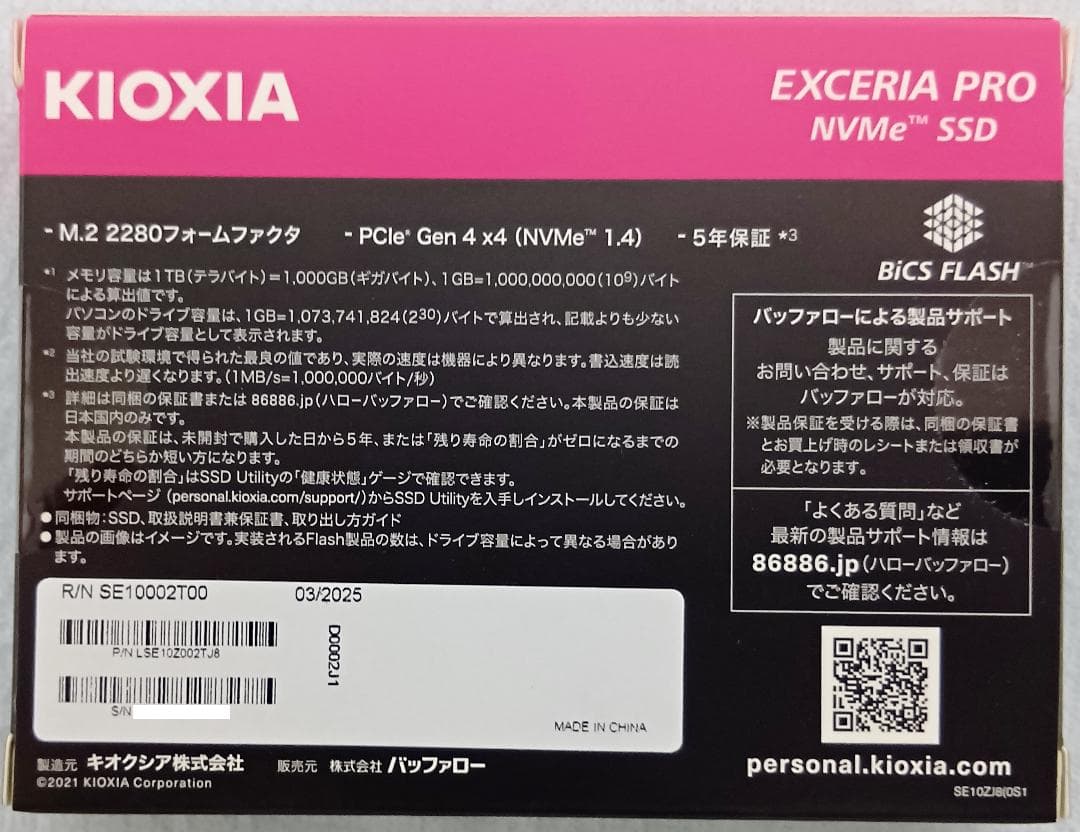 KIOXIA
EXCERIA PRO
NVMe™ SSD
- M.2 2280フォームファクタ - PCIe® Gen 4 x4 (NVMe™ 1.4) - 5年保証 *3
BiCS FLASH™
*1 メモリ容量は1TB(テラバイト)=1,000GB(ギガバイト)、1GB=1,000,000,000(10⁹)バイト
による算出値です。
パソコンのドライブ容量は、1GB=1,073,741,824(2³⁰)バイトで算出され、記載よりも少ない
容量がドライブ容量として表示されます。
*2 当社の試験環境で得られた最良の値であり、実際の速度は機器により異なります。書込速度は読
出速度より遅くなります。(1MB/s=1,000,000バイト/秒)
*3 詳細は同梱の保証書または 86886.jp(ハローバッファロー)でご確認ください。本製品の保証は
日本国内のみです。
本製品の保証は、未開封で購入した日から5年、または「残り寿命の割合」がゼロになるまでの
期間のどちらか短い方になります。
「残り寿命の割合」はSSD Utilityの「健康状態」ゲージで確認できます。
サポートページ (personal.kioxia.com/support/)からSSD Utilityを入手しインストールしてください。
●同梱物:SSD、取扱説明書兼保証書、取り出し方ガイド
●製品の画像はイメージです。実装されるFlash製品の数は、ドライブ容量によって異なる場合があり
ます。
バッファローによる製品サポート
製品に関する
お問い合わせ、サポート、保証は
バッファローが対応。
※製品保証を受ける際は、同梱の保証書
とお買上げ時のレシートまたは領収書が
必要となります。
「よくある質問」など
最新の製品サポート情報は
86886.jp(ハローバッファロー)
でご確認ください。
R/N SE10002T00 03/2025
P/N LSE10Z002TJ8
D0002J1
S/N
MADE IN CHINA
製造元 キオクシア株式会社 販売元 株式会社 バッファロー
©2021 KIOXIA Corporation
personal.kioxia.com
SE10ZJ8(0S1